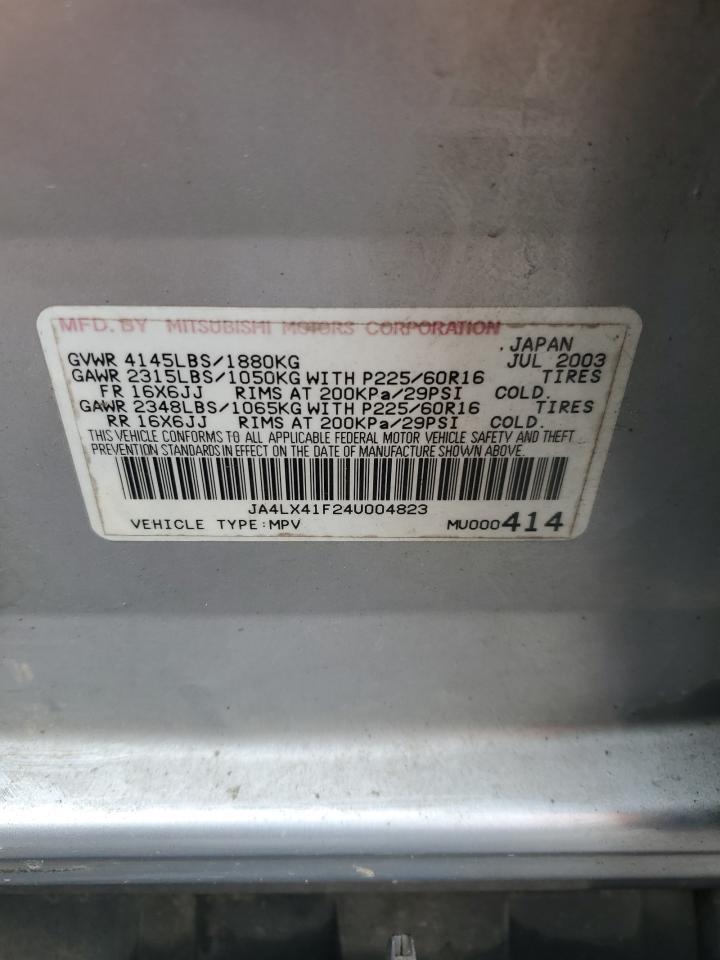 MFD. BY MITSUBISHI MOTORS CORPORATION
. JAPAN
GVWR 4145LBS/1880KG JUL 2003
GAWR 2315LBS/1050KG WITH P225/60R16 TIRES
FR 16X6JJ RIMS AT 200KPa/29PSI COLD.
GAWR 2348LBS/1065KG WITH P225/60R16 TIRES
RR 16X6JJ RIMS AT 200KPa/29PSI COLD.
THIS VEHICLE CONFORMS TO ALL APPLICABLE FEDERAL MOTOR VEHICLE SAFETY AND THEFT
PREVENTION STANDARDS IN EFFECT ON THE DATE OF MANUFACTURE SHOWN ABOVE.
JA4LX41F24U004823
VEHICLE TYPE:MPV MU000414